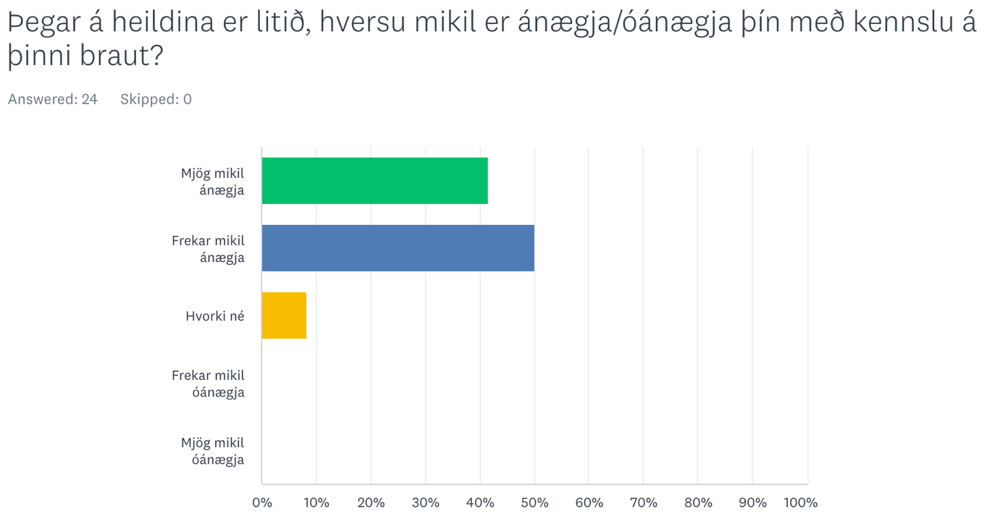 Þegar á heildina er litið, hversu mikil er ánægja/óánægja þín með kennslu á
þinni braut?
Answered: 24 Skipped: 0
Mjög mikil
ánægja
Frekar mikil
ánægja
Hvorki né
Frekar mikil
óánægja
Mjög mikil
óánægja
0% 10% 20% 30% 40% 50% 60% 70% 80% 90% 100%